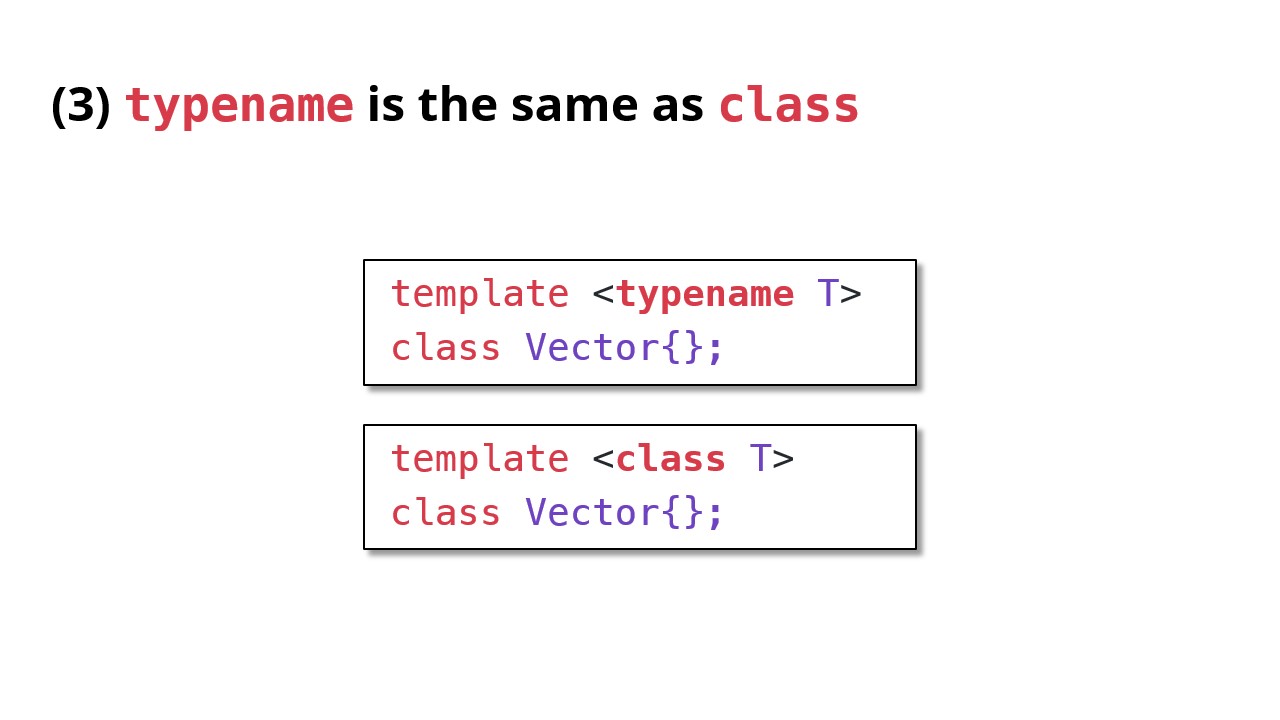 (3) typename is the same as class
template <typename T>
class Vector{};
template <class T>
class Vector{};